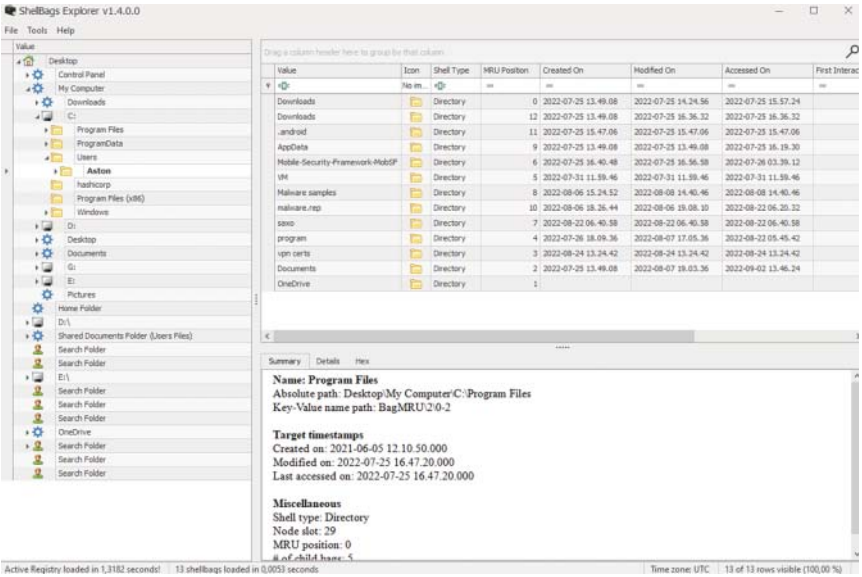 ShellBags Explorer v1.4.0.0
File Tools Help
Value
Desktop
Control Panel
My Computer
Downloads
C:
Program Files
ProgramData
Users
Aston
hashicorp
Program Files (x86)
Windows
D:
Desktop
Documents
G:
E:
Pictures
Home Folder
D:\
Shared Documents Folder (Users Files)
Search Folder
Search Folder
E:\
Search Folder
Search Folder
Search Folder
OneDrive
Search Folder
Search Folder
Search Folder
Drag a column header here to group by that column
Value Icon Shell Type MRU Position Created On Modified On Accessed On First Interac
No im...
Downloads Directory 0 2022-07-25 13.49.08 2022-07-25 14.24.56 2022-07-25 15.57.24
Downloads Directory 12 2022-07-25 13.49.08 2022-07-25 16.36.32 2022-07-25 16.36.32
.android Directory 11 2022-07-25 15.47.06 2022-07-25 15.47.06 2022-07-25 15.47.06
AppData Directory 9 2022-07-25 13.49.08 2022-07-25 13.49.08 2022-07-25 16.19.30
Mobile-Security-Framework-MobSF Directory 6 2022-07-25 16.40.48 2022-07-25 16.56.58 2022-07-26 03.39.12
VM Directory 5 2022-07-31 11.59.46 2022-07-31 11.59.46 2022-07-31 11.59.46
Malware samples Directory 8 2022-08-06 15.24.52 2022-08-08 14.40.46 2022-08-08 14.40.46
malware.rep Directory 10 2022-08-06 18.26.44 2022-08-06 19.08.10 2022-08-22 06.20.32
saxo Directory 7 2022-08-22 06.40.58 2022-08-22 06.40.58 2022-08-22 06.40.58
program Directory 4 2022-07-26 18.09.36 2022-08-07 17.05.36 2022-08-22 05.45.42
vpn certs Directory 3 2022-08-24 13.24.42 2022-08-24 13.24.42 2022-08-24 13.24.42
Documents Directory 2 2022-07-25 13.49.08 2022-08-07 19.03.36 2022-09-02 13.46.24
OneDrive Directory 1
Summary Details Hex
Name: Program Files
Absolute path: Desktop\My Computer\C:\Program Files
Key-Value name path: BagMRU\2\0-2
Target timestamps
Created on: 2021-06-05 12.10.50.000
Modified on: 2022-07-25 16.47.20.000
Last accessed on: 2022-07-25 16.47.20.000
Miscellaneous
Shell type: Directory
Node slot: 29
MRU position: 0
# of child bags: 5
Active Registry loaded in 1,3182 seconds! 13 shellbags loaded in 0,0053 seconds Time zone: UTC 13 of 13 rows visible (100,00 %)